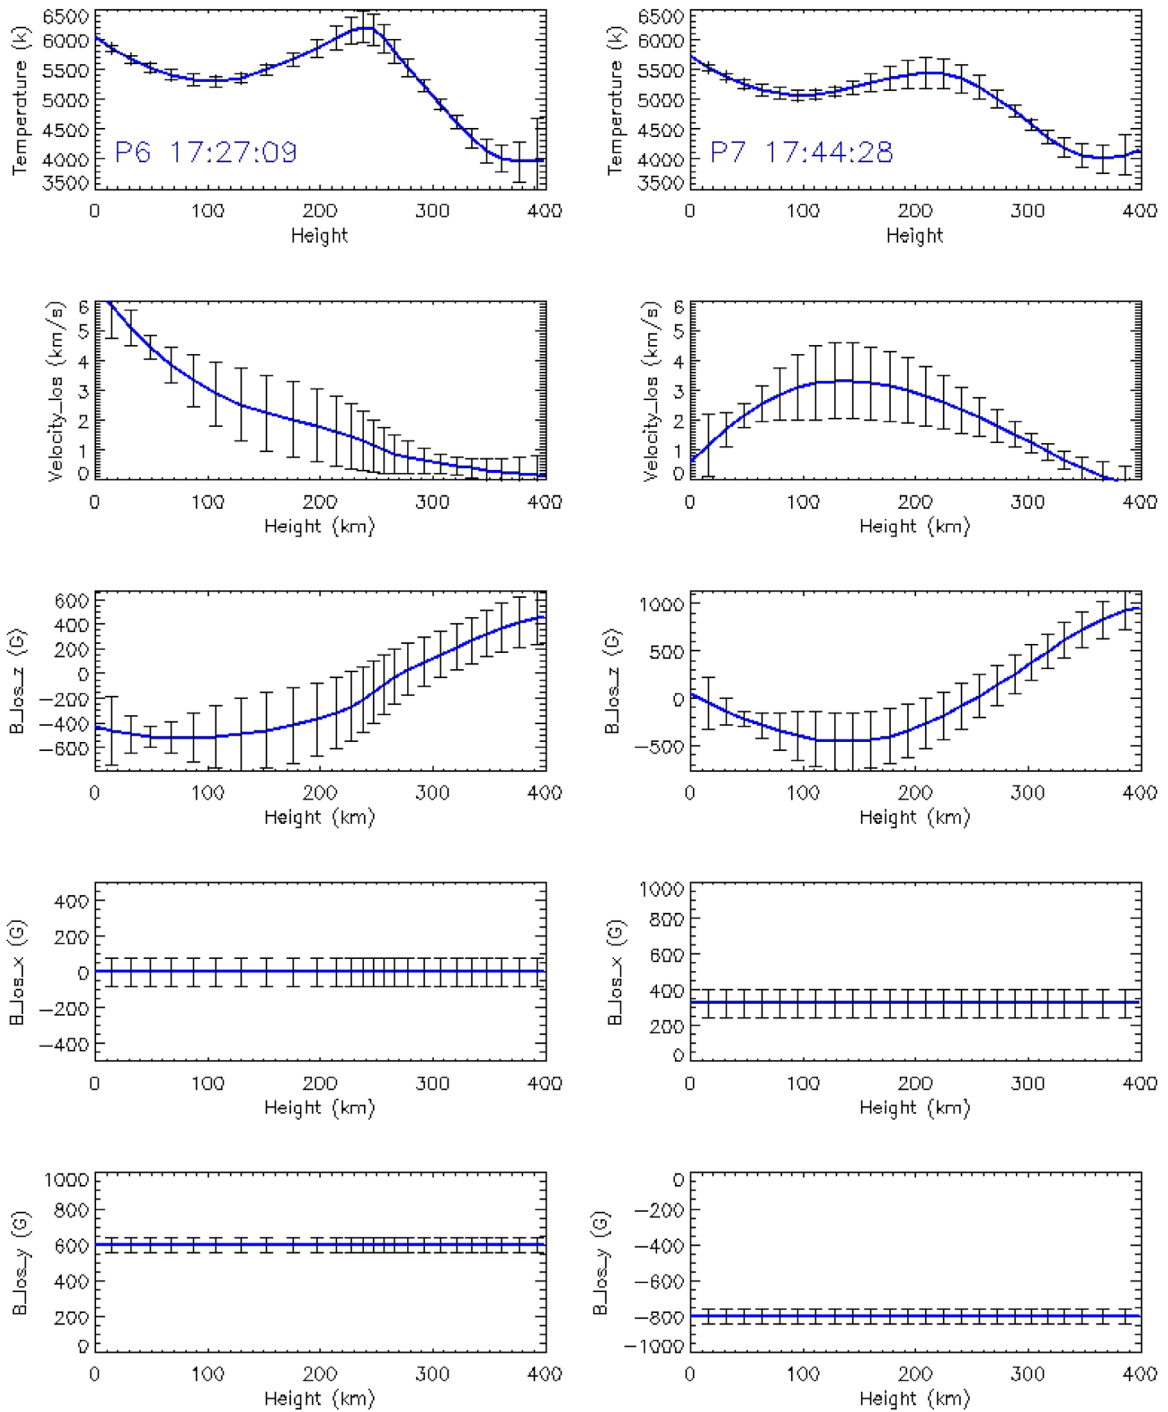 6500
6000
5500
5000
4500
4000
3500
Temperature (k)
P6 17:27:09
0 100 200 300 400
Height
6500
6000
5500
5000
4500
4000
3500
Temperature (k)
P7 17:44:28
0 100 200 300 400
Height
6
5
4
3
2
1
0
Velocity_los (km/s)
0 100 200 300 400
Height (km)
6
5
4
3
2
1
0
Velocity_los (km/s)
0 100 200 300 400
Height (km)
600
400
200
0
−200
−400
−600
B_los_z (G)
0 100 200 300 400
Height (km)
1000
500
0
−500
B_los_z (G)
0 100 200 300 400
Height (km)
400
200
0
−200
−400
B_los_x (G)
0 100 200 300 400
Height (km)
1000
800
600
400
200
0
B_los_x (G)
0 100 200 300 400
Height (km)
1000
800
600
400
200
0
B_los_y (G)
0 100 200 300 400
Height (km)
0
−200
−400
−600
−800
−1000
B_los_y (G)
0 100 200 300 400
Height (km)